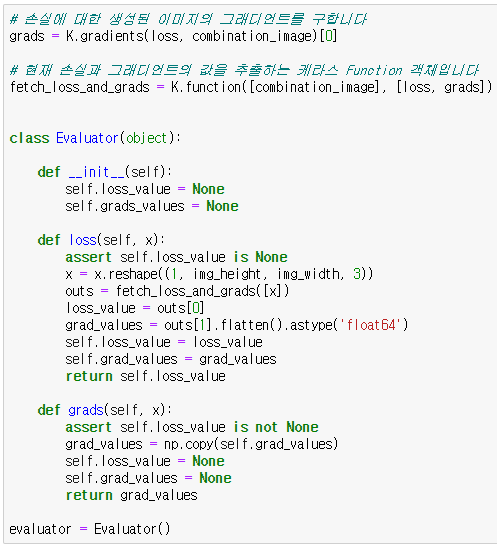 # 손실에 대한 생성된 이미지의 그래디언트를 구합니다
grads = K.gradients(loss, combination_image)[0]
# 현재 손실과 그래디언트의 값을 추출하는 케라스 Function 객체입니다
fetch_loss_and_grads = K.function([combination_image], [loss, grads])
class Evaluator(object):
    def __init__(self):
        self.loss_value = None
        self.grads_values = None
    def loss(self, x):
        assert self.loss_value is None
        x = x.reshape((1, img_height, img_width, 3))
        outs = fetch_loss_and_grads([x])
        loss_value = outs[0]
        grad_values = outs[1].flatten().astype('float64')
        self.loss_value = loss_value
        self.grad_values = grad_values
        return self.loss_value
    def grads(self, x):
        assert self.loss_value is not None
        grad_values = np.copy(self.grad_values)
        self.loss_value = None
        self.grad_values = None
        return grad_values
evaluator = Evaluator()